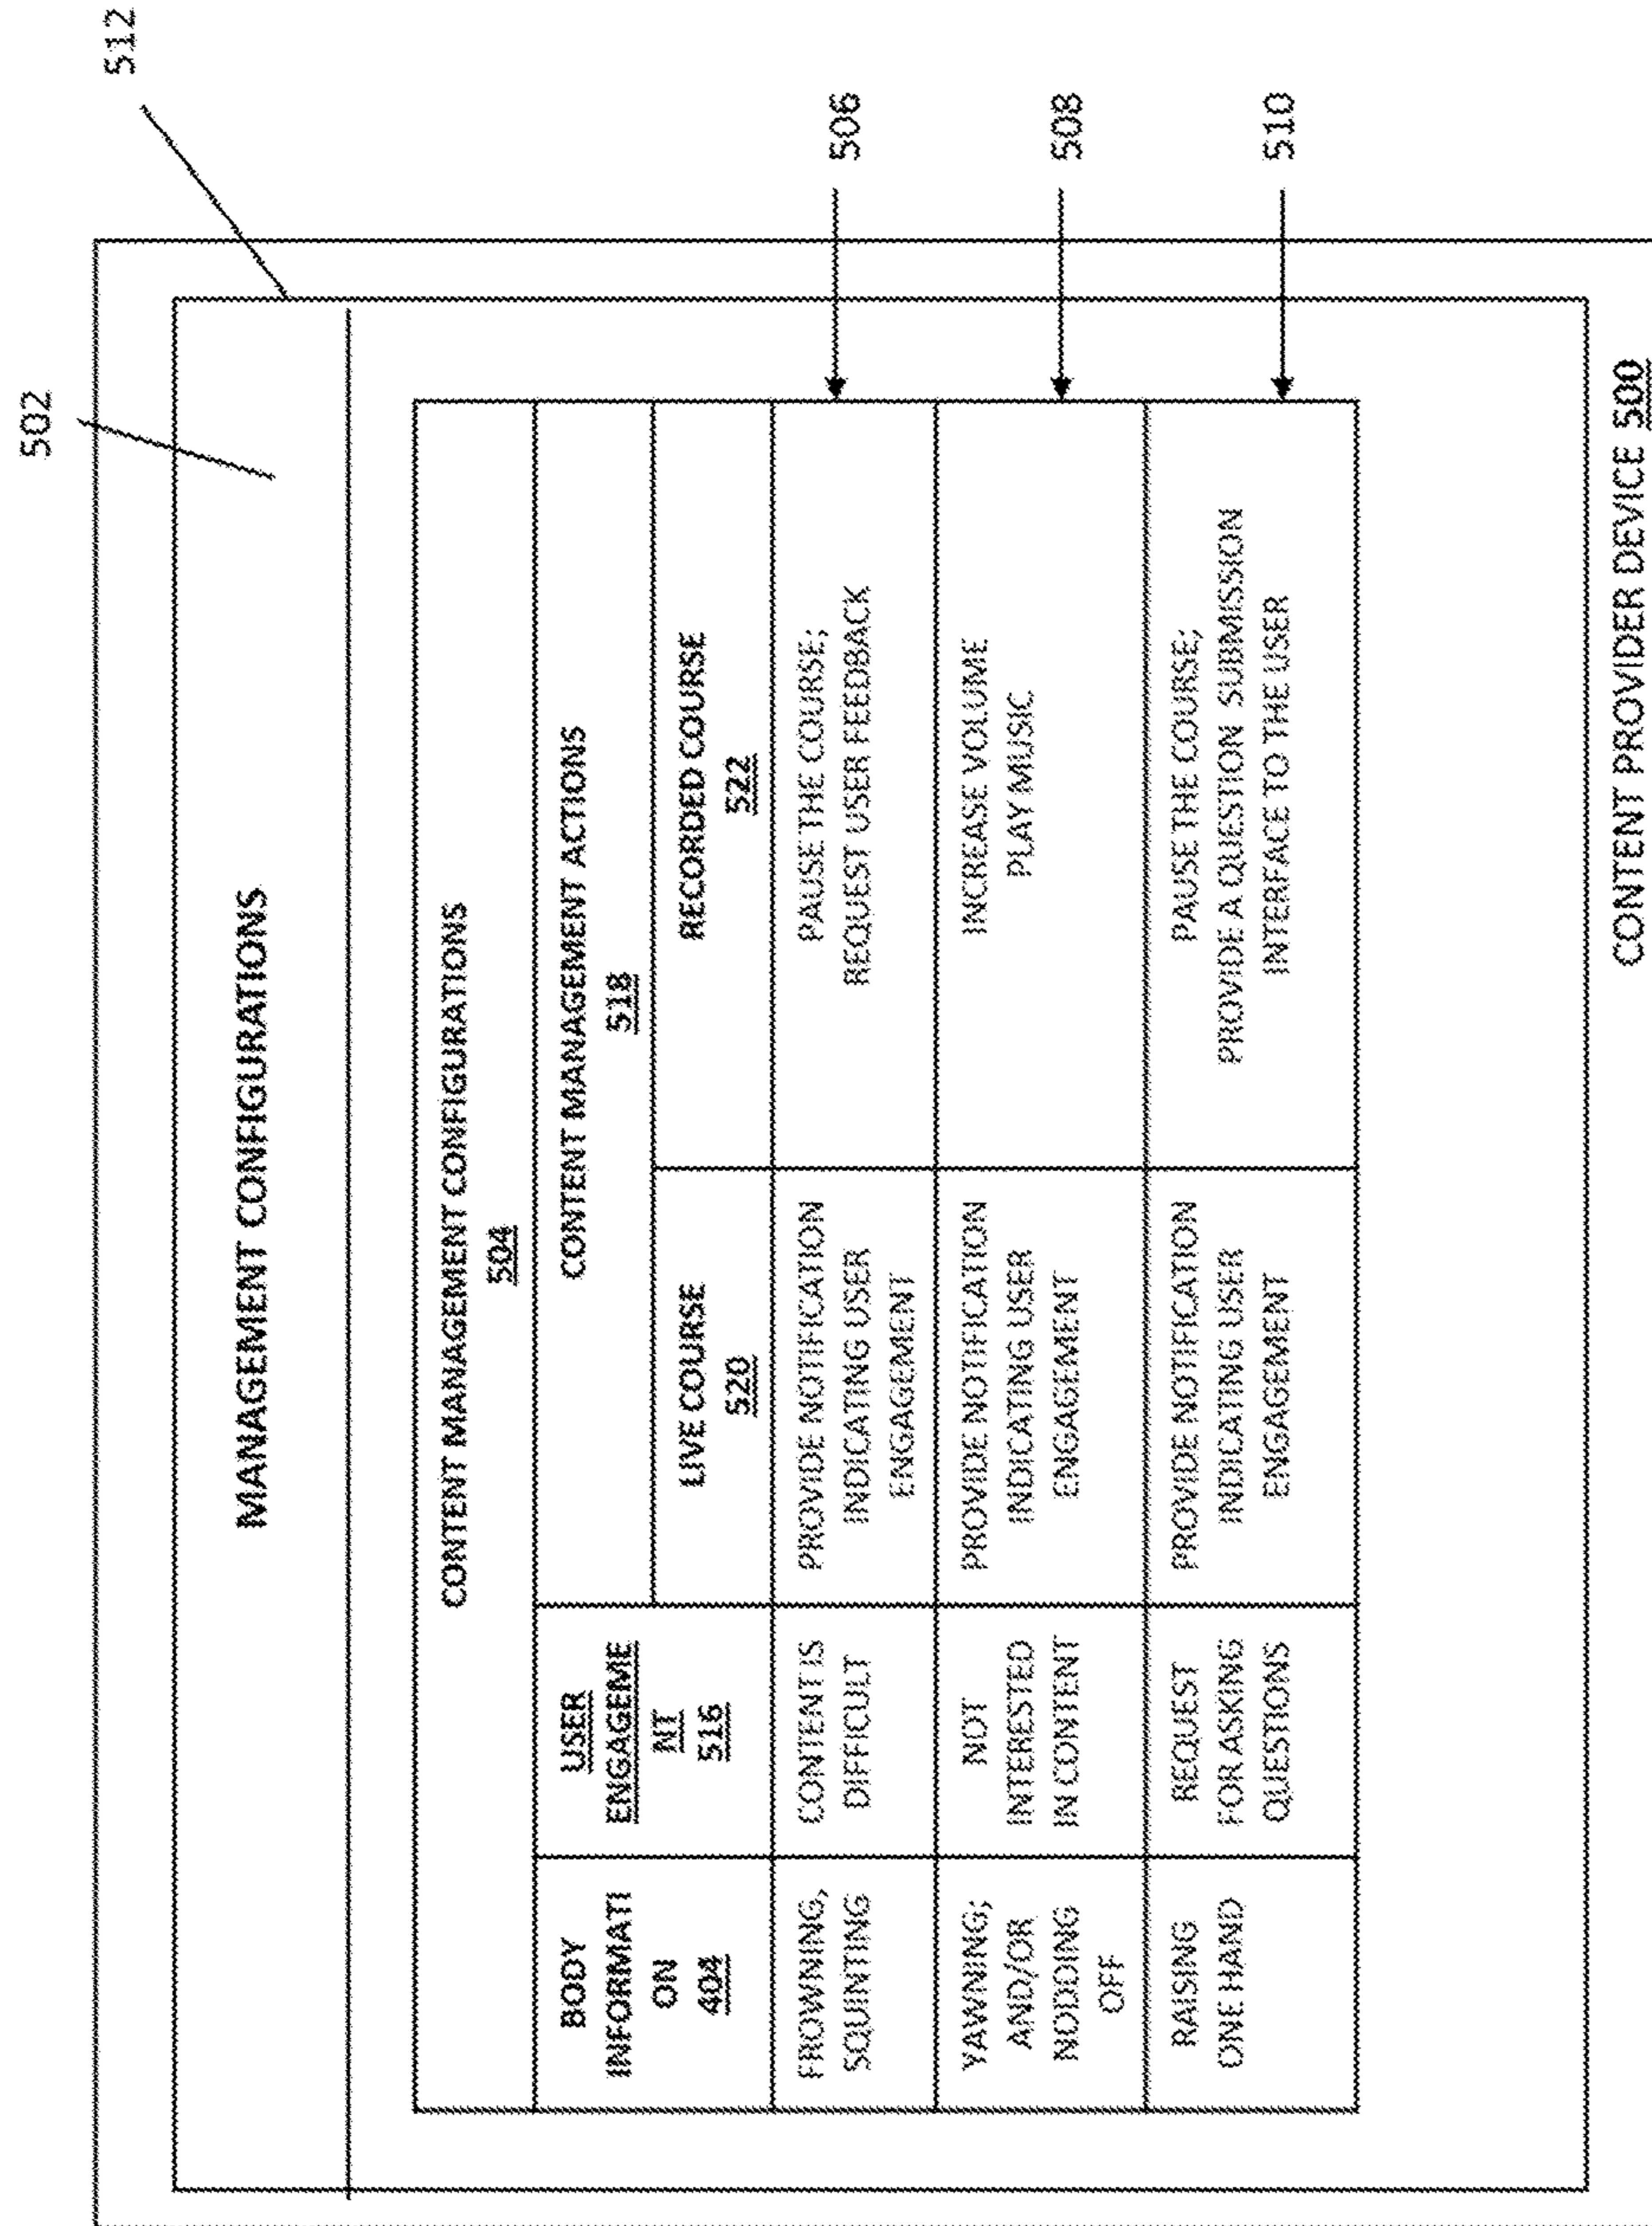 502
512
MANAGEMENT CONFIGURATIONS
CONTENT MANAGEMENT CONFIGURATIONS
504
BODY
INFORMATI
ON
404
USER
ENGAGEME
NT
516
CONTENT MANAGEMENT ACTIONS
518
LIVE COURSE
520
RECORDED COURSE
522
FROWNING,
SQUINTING
CONTENT IS
DIFFICULT
PROVIDE NOTIFICATION
INDICATING USER
ENGAGEMENT
PAUSE THE COURSE;
REQUEST USER FEEDBACK
506
YAWNING;
AND/OR
NODDING
OFF
NOT
INTERESTED
IN CONTENT
PROVIDE NOTIFICATION
INDICATING USER
ENGAGEMENT
INCREASE VOLUME
PLAY MUSIC
508
RAISING
ONE HAND
REQUEST
FOR ASKING
QUESTIONS
PROVIDE NOTIFICATION
INDICATING USER
ENGAGEMENT
PAUSE THE COURSE;
PROVIDE A QUESTION SUBMISSION
INTERFACE TO THE USER
510
CONTENT PROVIDER DEVICE 500